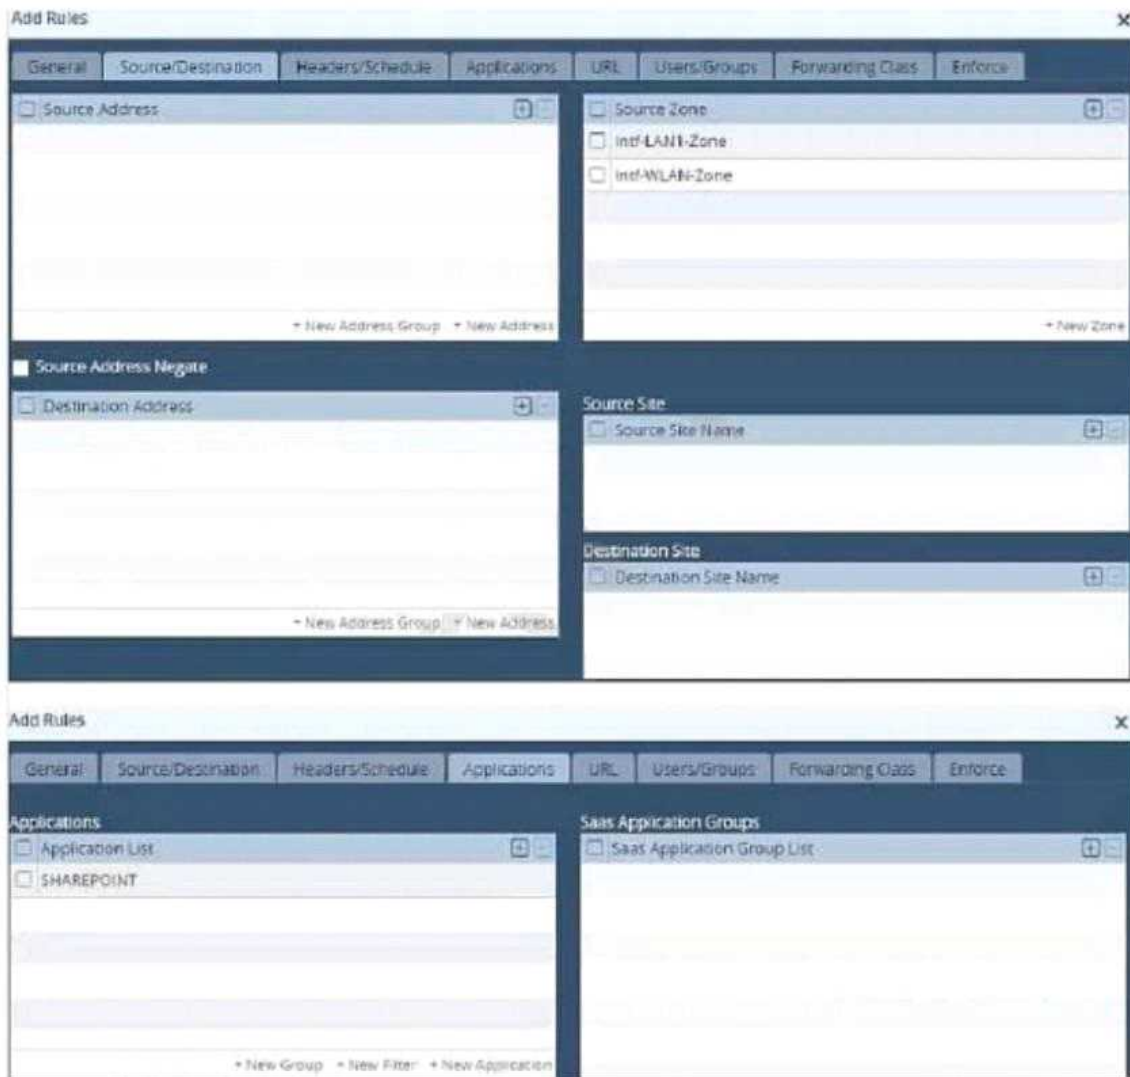 Add Rules
General Source/Destination Headers/Schedule Applications URL Users/Groups Forwarding Class Enforce
Source Address
+ New Address Group + New Address
Source Zone
Intf-LAN1-Zone
Intf-WLAN-Zone
+ New Zone
Source Address Negate
Destination Address
+ New Address Group + New Address
Source Site
Source Site Name
Destination Site
Destination Site Name
Add Rules
General Source/Destination Headers/Schedule Applications URL Users/Groups Forwarding Class Enforce
Applications
Application List
SHAREPOINT
+ New Group + New Filter + New Application
Saas Application Groups
Saas Application Group List